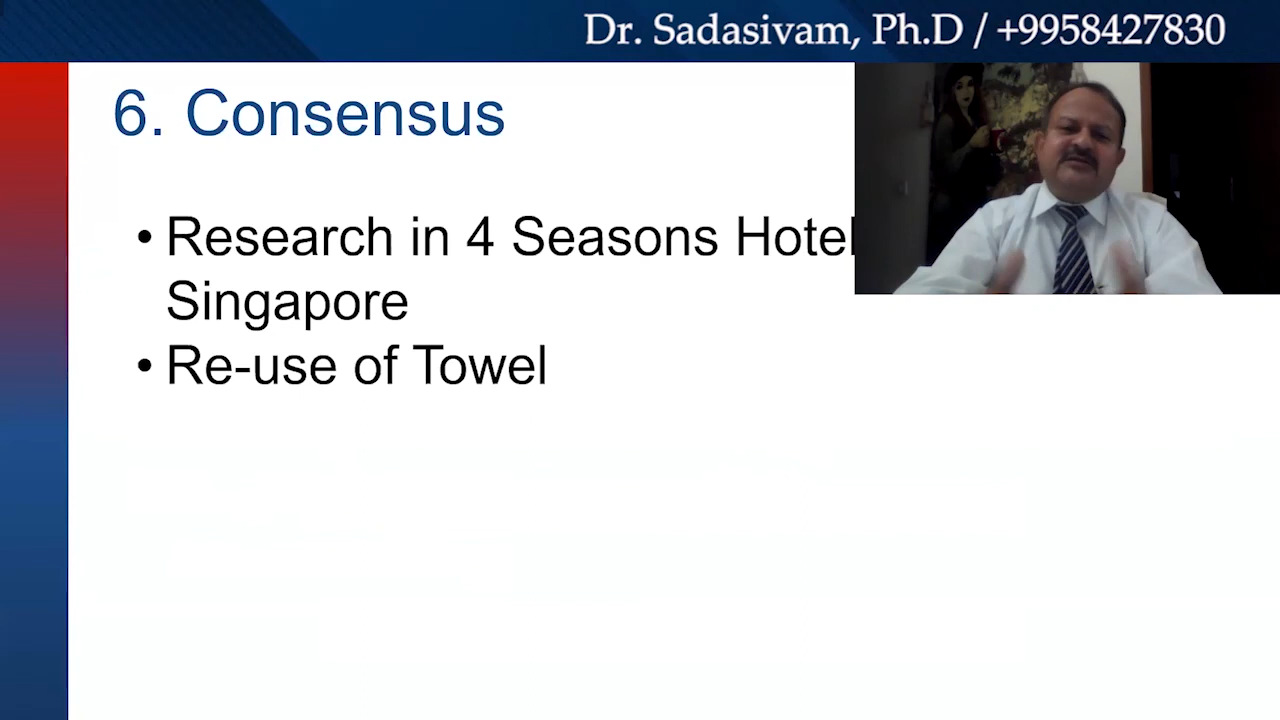 Dr. Sadasivam, Ph.D / +9958427830
6. Consensus
• Research in 4 Seasons Hotel
Singapore
• Re-use of Towel